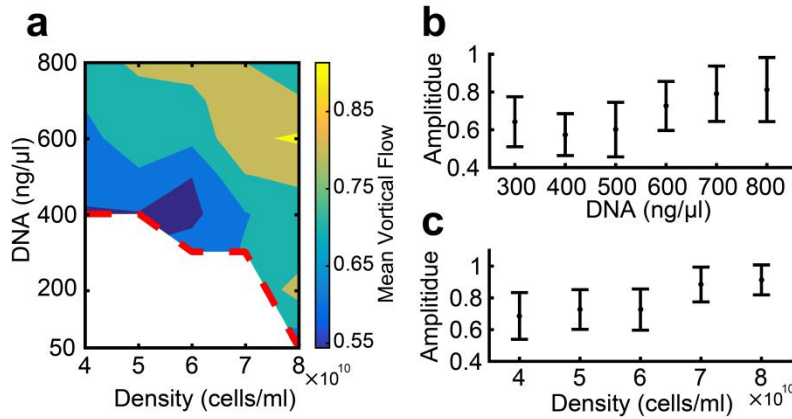 a
DNA (ng/µl)
800
600
400
200
50
4 5 6 7 8
×10¹⁰
Density (cells/ml)
0.85
0.75
0.65
0.55
Mean Vortical Flow
b
Amplitidue
1
0.8
0.6
0.4
300 400 500 600 700 800
DNA (ng/µl)
c
Amplitidue
1
0.8
0.6
0.4
4 5 6 7 8
×10¹⁰
Density (cells/ml)